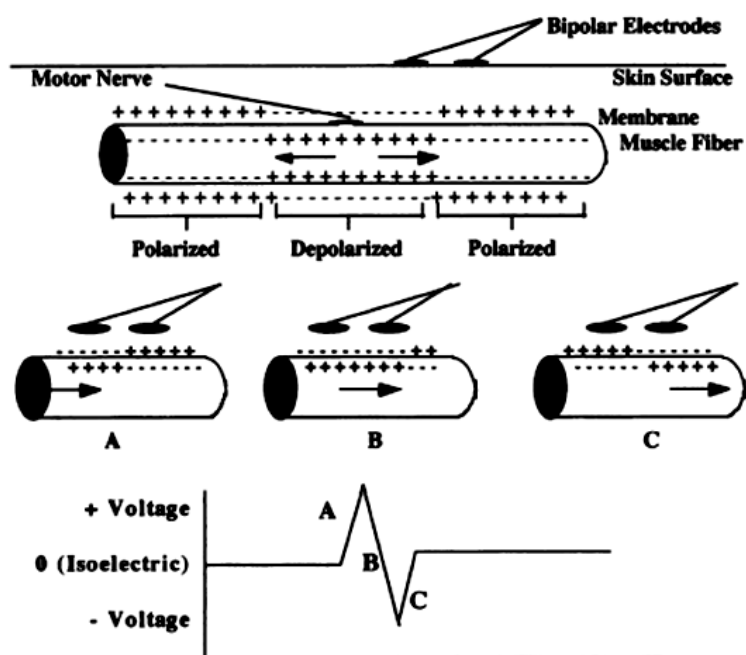 Bipolar Electrodes
Skin Surface
Motor Nerve
+ + + + + + + + + - - - - - - - - - - + + + + + + + +
Membrane
Muscle Fiber
- - - - - - - - - + + + + + + + + + + - - - - - - - - -
- - - - - - - - - + + + + + + + + + + - - - - - - - - -
+ + + + + + + + + + - - - - - - - - - - + + + + + + + + +
Polarized Depolarized Polarized
- - - - - - + + + + +
+ + + + - - - - - -
- - - - - - - - - + +
+ + + + + + + - - -
+ + + + + - - - - - -
- - - - - + + + + +
A B C
+ Voltage
A
0 (Isoelectric)
B
C
- Voltage